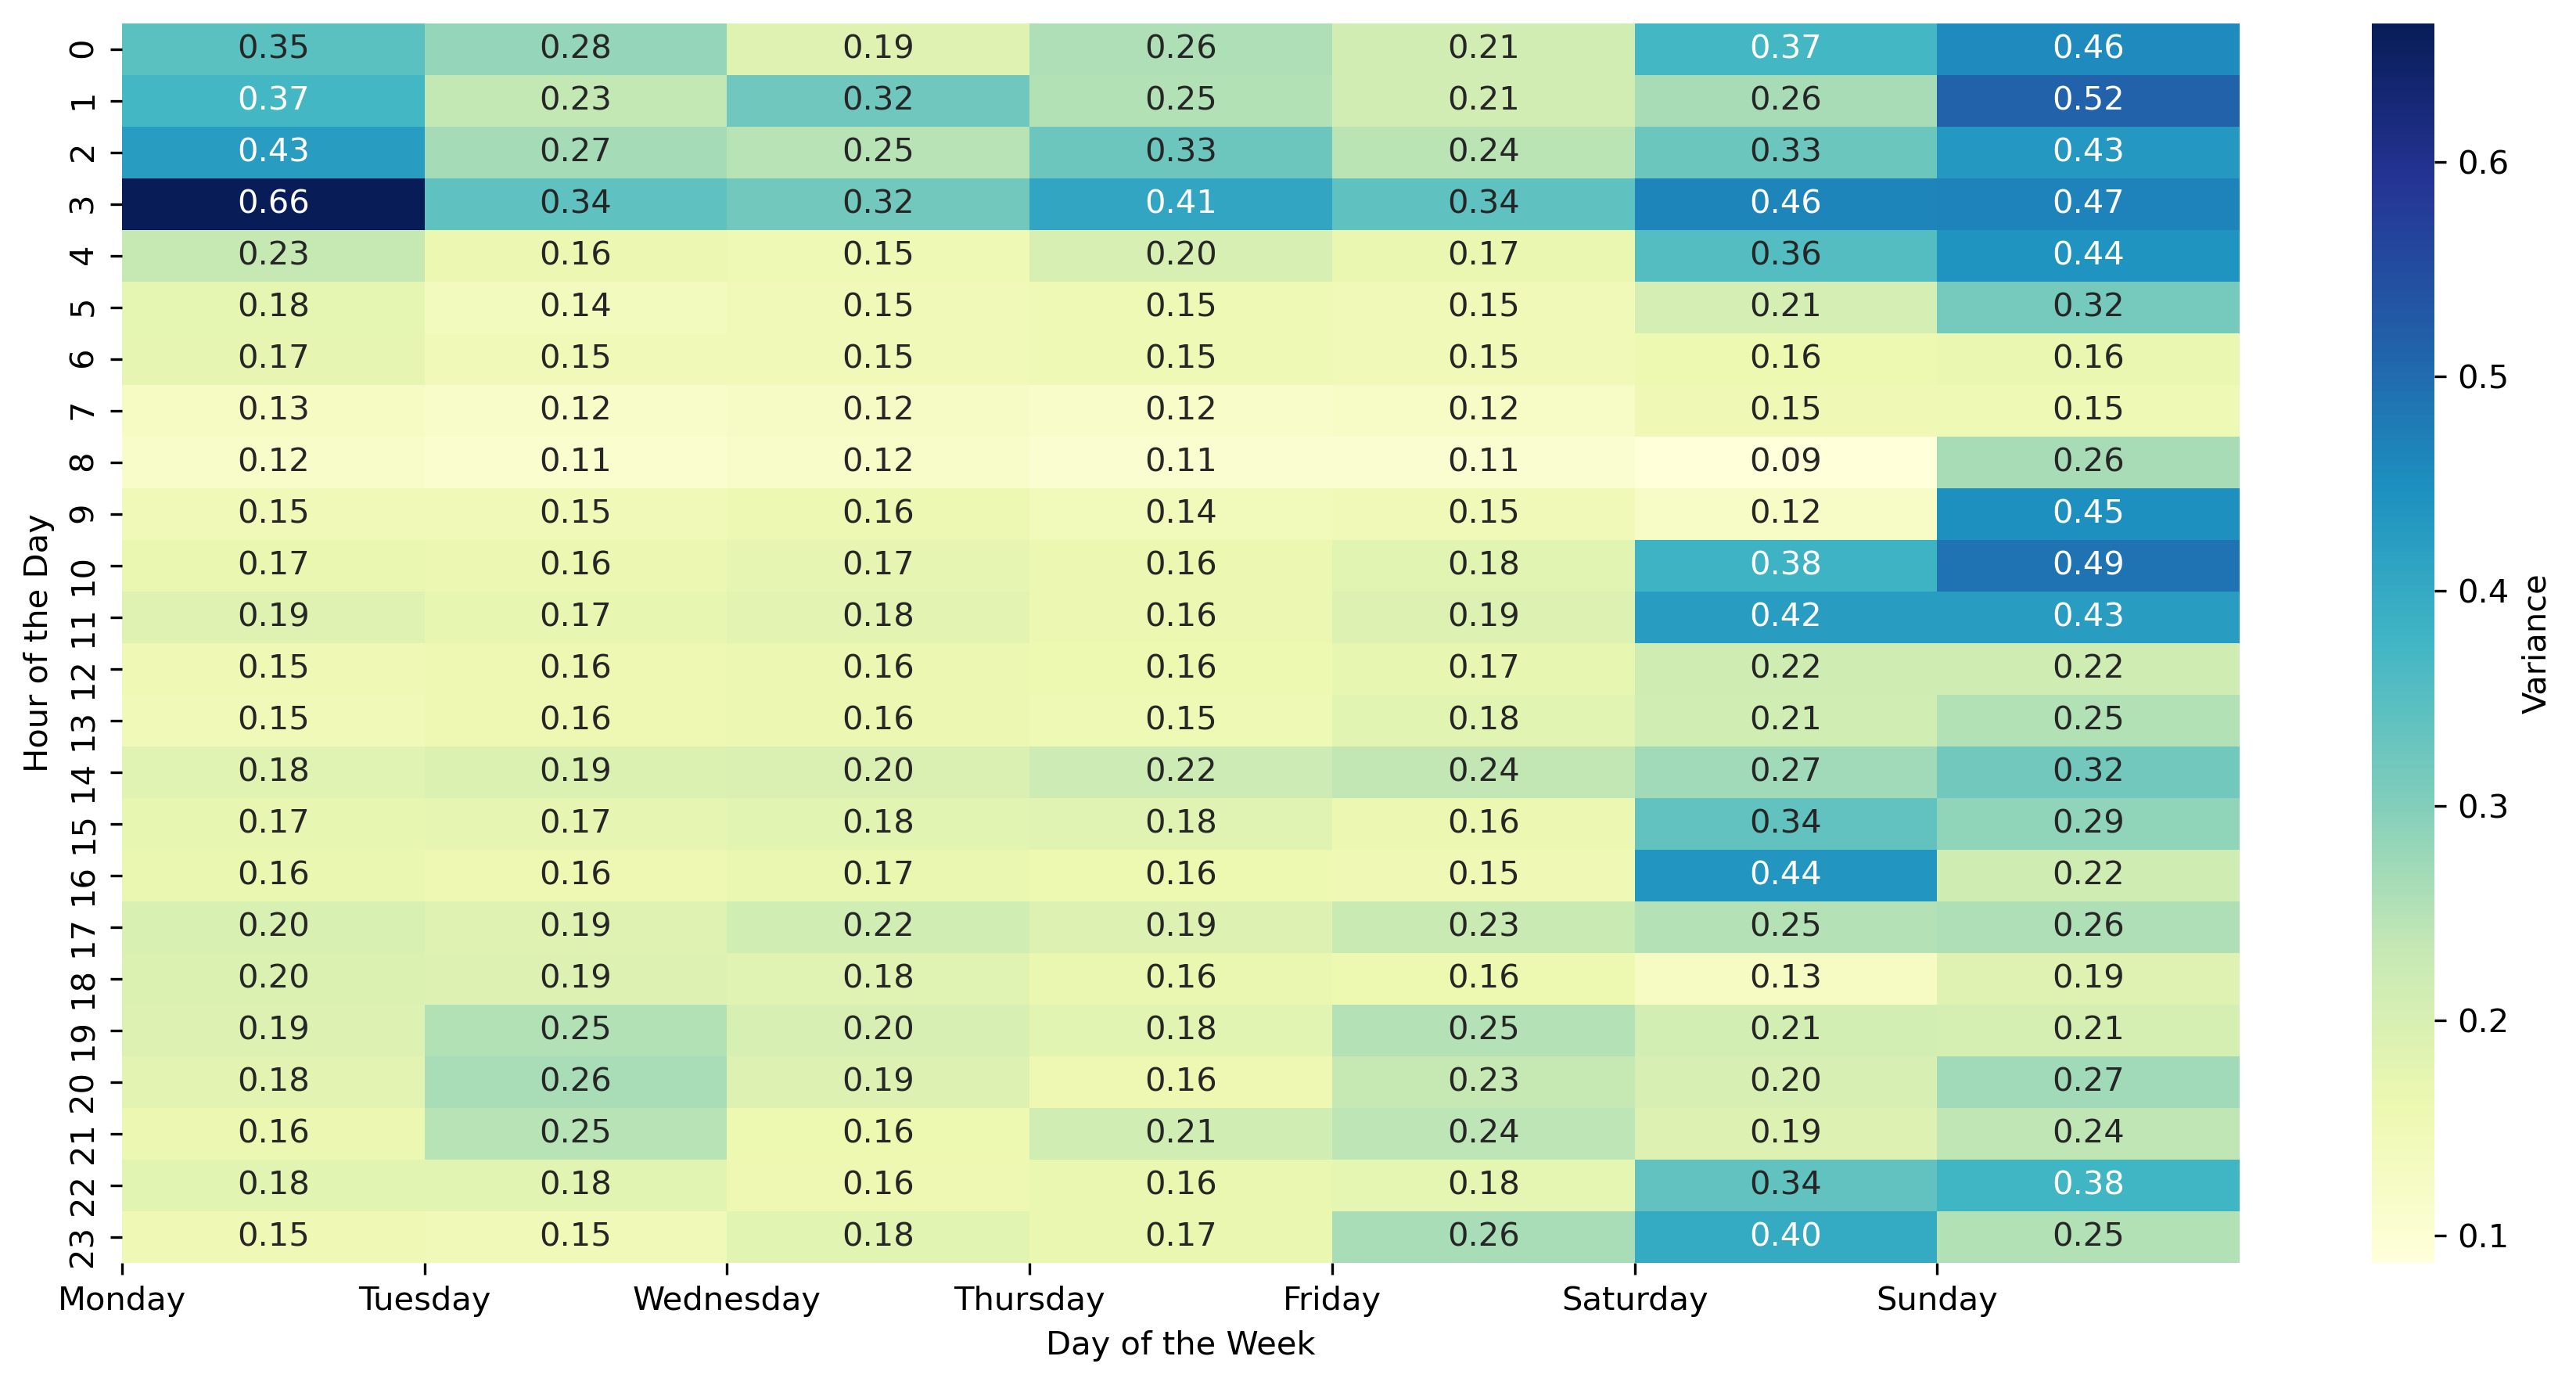 0 0.35 0.28 0.19 0.26 0.21 0.37 0.46
1 0.37 0.23 0.32 0.25 0.21 0.26 0.52
2 0.43 0.27 0.25 0.33 0.24 0.33 0.43
3 0.66 0.34 0.32 0.41 0.34 0.46 0.47
4 0.23 0.16 0.15 0.20 0.17 0.36 0.44
5 0.18 0.14 0.15 0.15 0.15 0.21 0.32
6 0.17 0.15 0.15 0.15 0.15 0.16 0.16
7 0.13 0.12 0.12 0.12 0.12 0.15 0.15
8 0.12 0.11 0.12 0.11 0.11 0.09 0.26
9 0.15 0.15 0.16 0.14 0.15 0.12 0.45
10 0.17 0.16 0.17 0.16 0.18 0.38 0.49
11 0.19 0.17 0.18 0.16 0.19 0.42 0.43
12 0.15 0.16 0.16 0.16 0.17 0.22 0.22
13 0.15 0.16 0.16 0.15 0.18 0.21 0.25
14 0.18 0.19 0.20 0.22 0.24 0.27 0.32
15 0.17 0.17 0.18 0.18 0.16 0.34 0.29
16 0.16 0.16 0.17 0.16 0.15 0.44 0.22
17 0.20 0.19 0.22 0.19 0.23 0.25 0.26
18 0.20 0.19 0.18 0.16 0.16 0.13 0.19
19 0.19 0.25 0.20 0.18 0.25 0.21 0.21
20 0.18 0.26 0.19 0.16 0.23 0.20 0.27
21 0.16 0.25 0.16 0.21 0.24 0.19 0.24
22 0.18 0.18 0.16 0.16 0.18 0.34 0.38
23 0.15 0.15 0.18 0.17 0.26 0.40 0.25
Monday Tuesday Wednesday Thursday Friday Saturday Sunday
Day of the Week
Hour of the Day
0.6
0.5
0.4
0.3
0.2
0.1
Variance